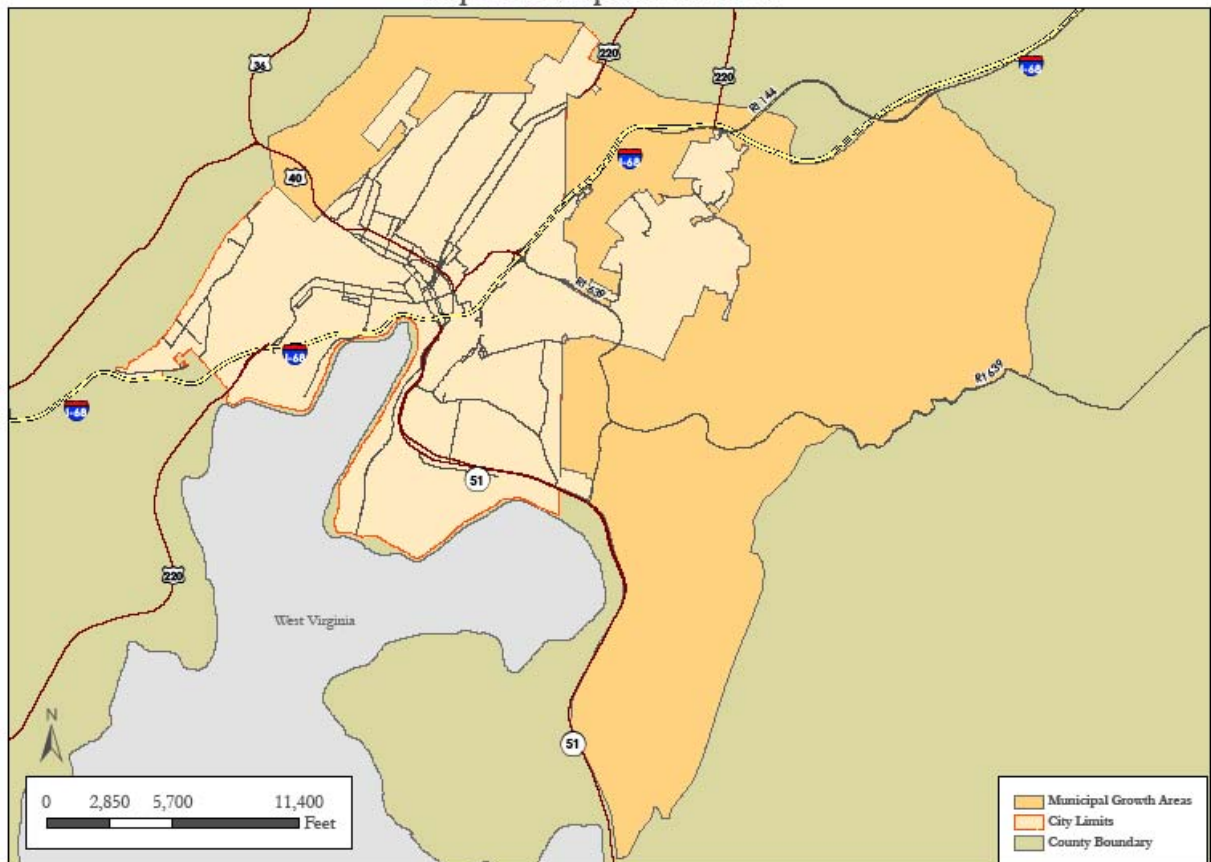 36
220
220
I-68
Rt 144
I-68
40
Rt 639
I-68
I-68
Rt 639
51
220
West Virginia
N
51
0 2,850 5,700 11,400
Feet
Municipal Growth Areas
City Limits
County Boundary